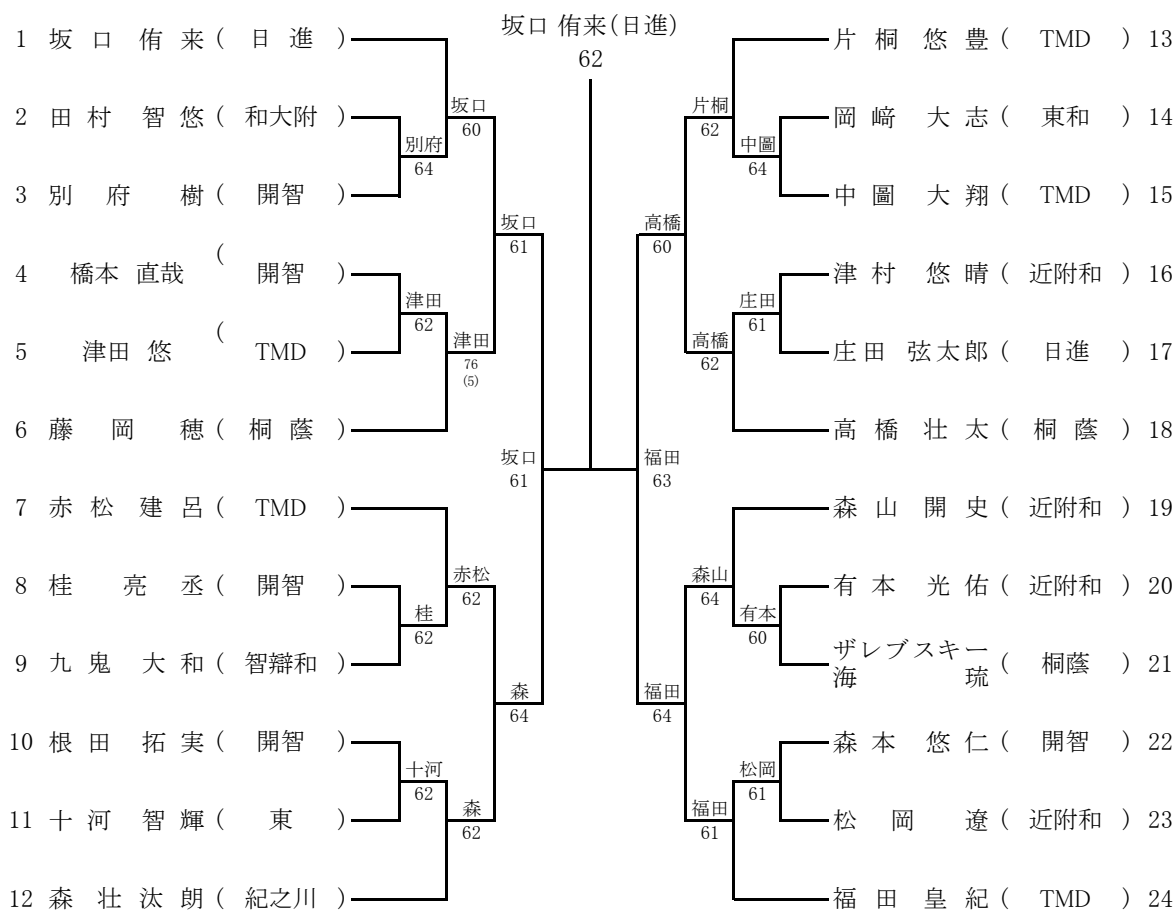 坂口 侑来(日進)
62
1 坂口 侑来 ( 日進 )
2 田村 智悠 ( 和大附 )
3 別府 樹 ( 開智 )
4 橋本 直哉 ( 開智
5 津田 悠 ( TMD )
6 藤岡 穂 ( 桐蔭 )
7 赤松 建呂 ( TMD )
8 桂 亮丞 ( 開智 )
9 九鬼 大和 ( 智辯和 )
10 根田 拓実 ( 開智 )
11 十河 智輝 ( 東 )
12 森 壮汰朗 ( 紀之川 )
別府
64
津田
62
桂
62
十河
62
坂口
60
津田
76
(5)
赤松
62
森
62
坂口
61
森
64
坂口
61
福田
63
高橋
60
福田
64
片桐
62
高橋
62
森山
64
福田
61
中圖
64
庄田
61
有本
60
松岡
61
片桐 悠豊 ( TMD ) 13
岡﨑 大志 ( 東和 ) 14
中圖 大翔 ( TMD ) 15
津村 悠晴 ( 近附和 ) 16
庄田 弦太郎 ( 日進 ) 17
高橋 壮太 ( 桐蔭 ) 18
森山 開史 ( 近附和 ) 19
有本 光佑 ( 近附和 ) 20
ザレブスキー
海琉 ( 桐蔭 ) 21
森本 悠仁 ( 開智 ) 22
松岡 遼 ( 近附和 ) 23
福田 皇紀 ( TMD ) 24